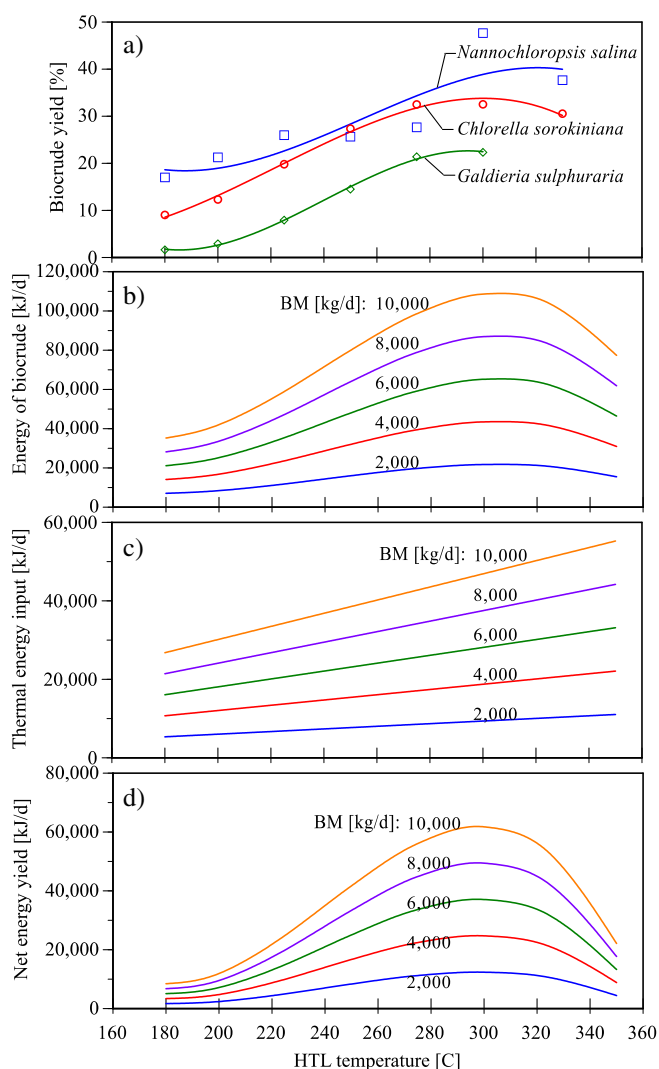 50
a)
Nannochloropsis salina
40
30
Chlorella sorokiniana
20
Galdieria sulphuraria
10
0
Biocrude yield [%]
120,000
b)
BM [kg/d]: 10,000
100,000
8,000
80,000
6,000
60,000
4,000
40,000
2,000
20,000
0
Energy of biocrude [kJ/d]
60,000
c)
BM [kg/d]: 10,000
8,000
40,000
6,000
20,000
4,000
2,000
0
Thermal energy input [kJ/d]
80,000
d)
BM [kg/d]: 10,000
60,000
8,000
6,000
40,000
4,000
20,000
2,000
0
Net energy yield [kJ/d]
160 180 200 220 240 260 280 300 320 340 360
HTL temperature [C]